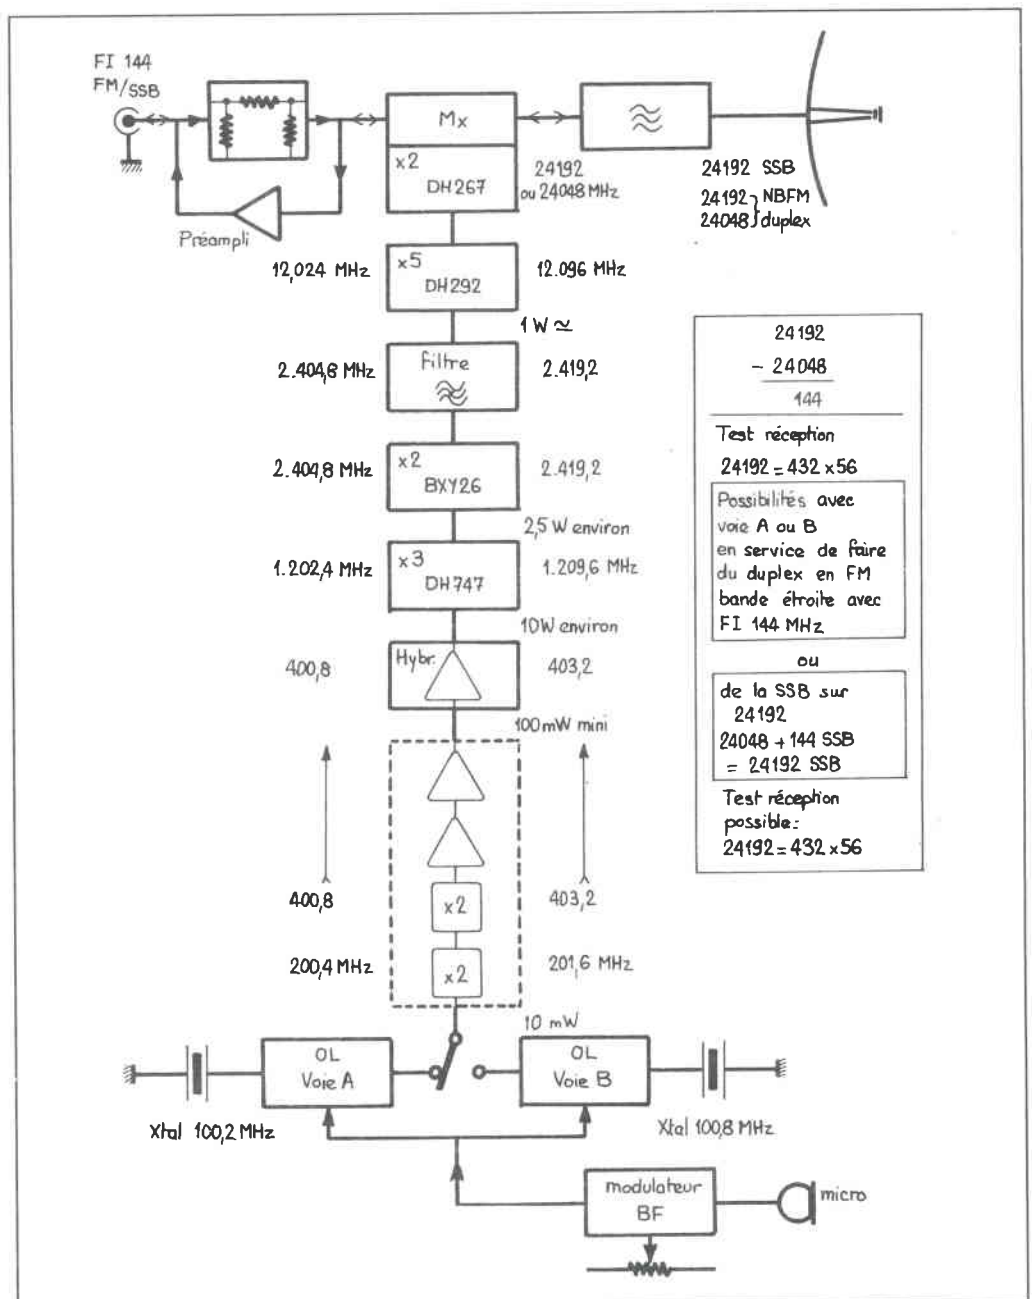 FI 144
FM/SSB
Préampli
Mx
x2
DH267
24192
ou 24048 MHz
24192 SSB
24192 } NBFM
24048 } duplex
12,024 MHz
x5
DH292
12.096 MHz
1 W ≃
2.404,8 MHz
Filtre
2.419,2
2.404,8 MHz
x2
BXY26
2.419,2
2,5 W environ
1.202,4 MHz
x3
DH747
1.209,6 MHz
10W environ
400,8
Hybr.
403,2
100mW mini
400,8
x2
403,2
200,4 MHz
x2
201,6 MHz
10 mW
OL
Voie A
OL
Voie B
Xtal 100,2 MHz
Xtal 100,8 MHz
modulateur
BF
micro
24192
- 24048
144
Test réception
24192 = 432 x 56
Possibilités avec
voie A ou B
en service de faire
du duplex en FM
bande étroite avec
FI 144 MHz
ou
de la SSB sur
24192
24048 + 144 SSB
= 24192 SSB
Test réception
possible:
24192 = 432 x 56